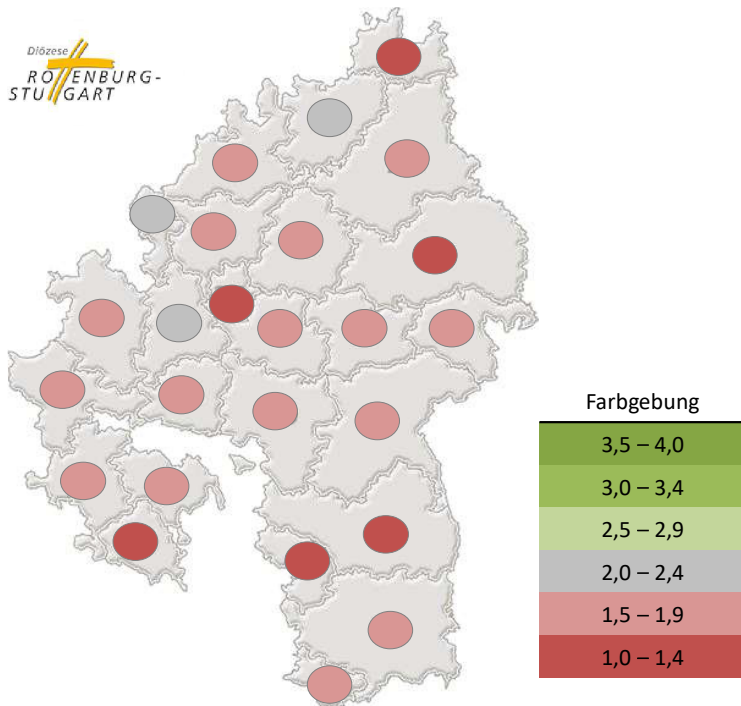 Diözese
ROTTENBURG-
STUTTGART
Farbgebung
3,5 – 4,0
3,0 – 3,4
2,5 – 2,9
2,0 – 2,4
1,5 – 1,9
1,0 – 1,4